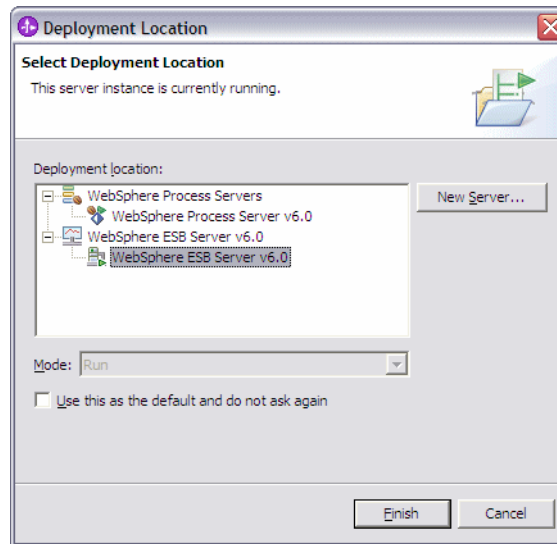 Deployment Location
Select Deployment Location
This server instance is currently running.
Deployment location:
WebSphere Process Servers
WebSphere Process Server v6.0
WebSphere ESB Server v6.0
WebSphere ESB Server v6.0
New Server...
Mode: Run
Use this as the default and do not ask again
Finish
Cancel